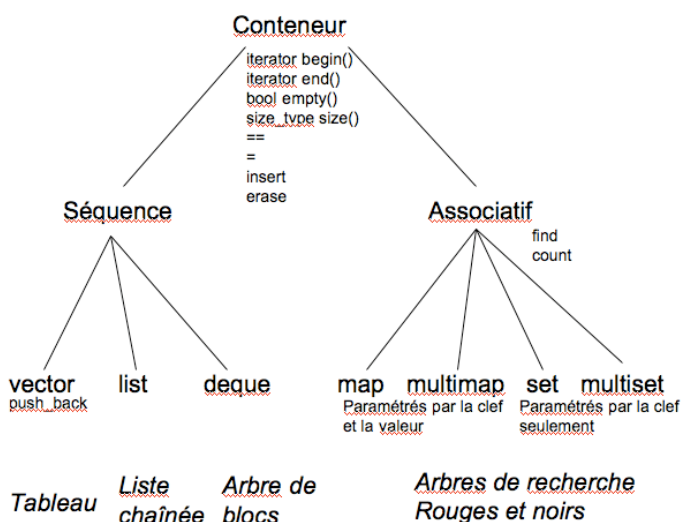 Conteneur
iterator begin()
iterator end()
bool empty()
size_type size()
==
=
insert
erase
Séquence
Associatif
find
count
vector
push_back
list
deque
map
multimap
set
multiset
Paramétrés par la clef
et la valeur
Paramétrés par la clef
seulement
Tableau
Liste
chaînée
Arbre de
blocs
Arbres de recherche
Rouges et noirs